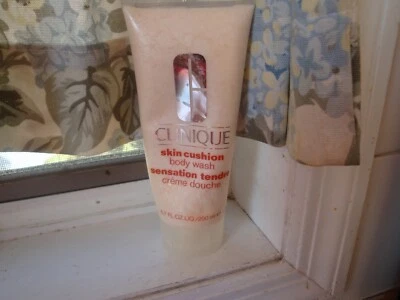 CLINIQUE
skin cushion
body wash
sensation tendre
crème douche